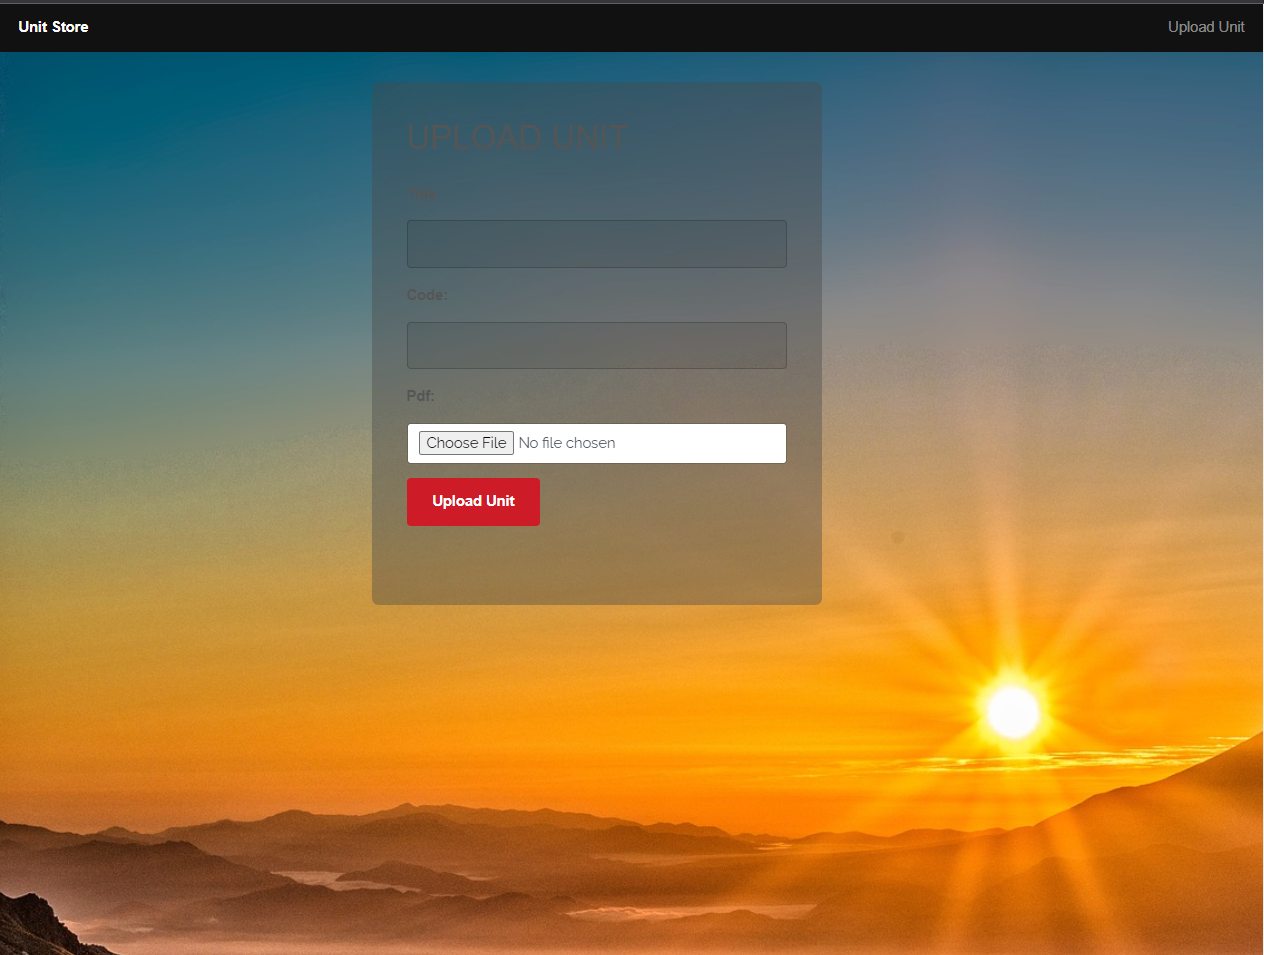 Unit Store
Upload Unit
UPLOAD UNIT
Title:
Code:
Pdf:
Choose File No file chosen
Upload Unit